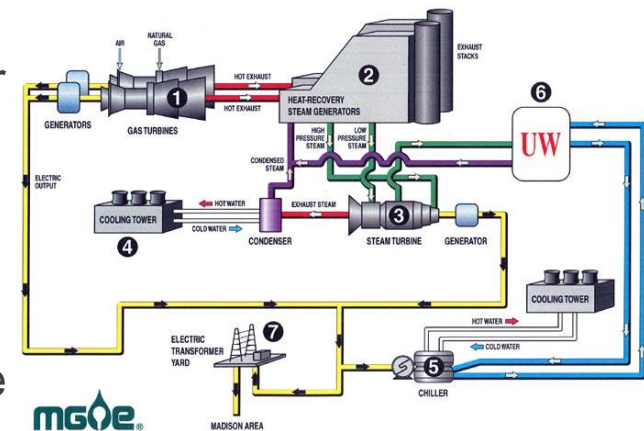 AIR
NATURAL
GAS
1
GENERATORS
GAS TURBINES
HOT EXHAUST
HOT EXHAUST
2
HEAT-RECOVERY
STEAM GENERATORS
EXHAUST
STACKS
HIGH
PRESSURE
STEAM
LOW
PRESSURE
STEAM
CONDENSED
STEAM
6
UW
ELECTRIC
OUTPUT
COOLING TOWER
4
HOT WATER
COLD WATER
CONDENSER
EXHAUST STEAM
3
STEAM TURBINE
GENERATOR
COOLING TOWER
HOT WATER
COLD WATER
5
CHILLER
ELECTRIC
TRANSFORMER
YARD
7
MADISON AREA
mge®